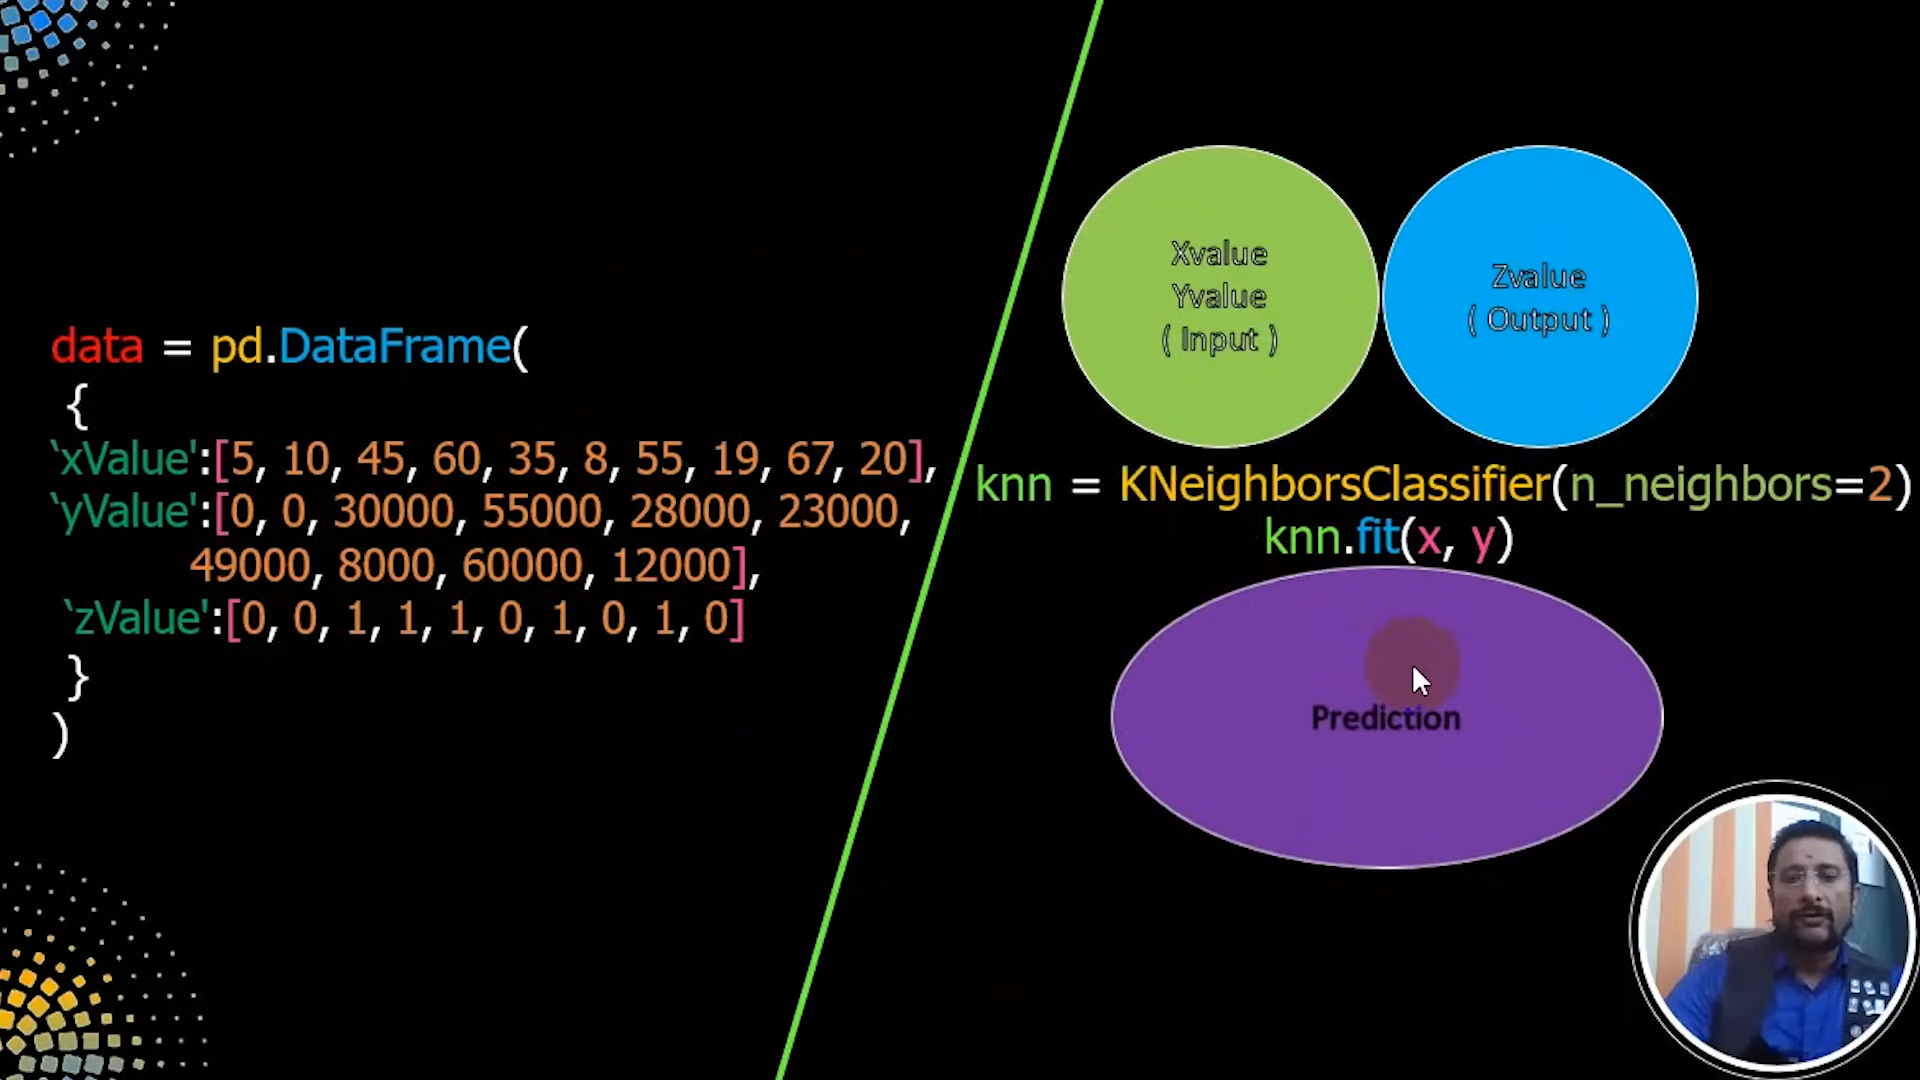 data = pd.DataFrame(
{
‘xValue':[5, 10, 45, 60, 35, 8, 55, 19, 67, 20],
‘yValue':[0, 0, 30000, 55000, 28000, 23000,
49000, 8000, 60000, 12000],
‘zValue':[0, 0, 1, 1, 1, 0, 1, 0, 1, 0]
}
)
Xvalue
Yvalue
( Input )
Zvalue
( Output )
knn = KNeighborsClassifier(n_neighbors=2)
knn.fit(x, y)
Prediction